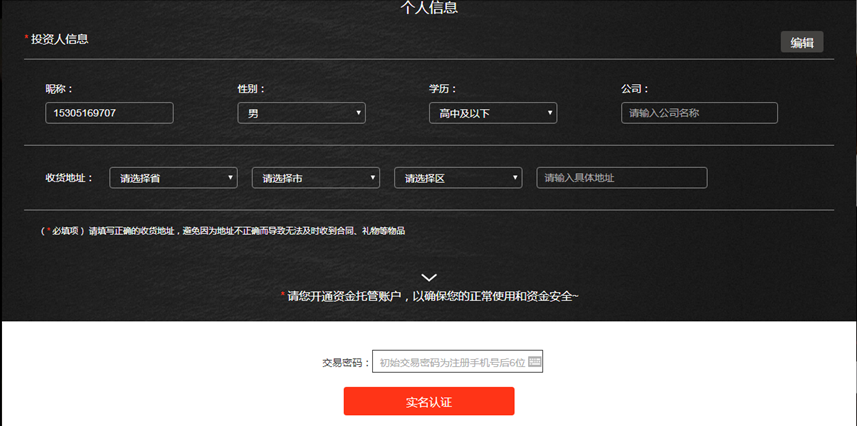 个人信息
*投资人信息 编辑
昵称： 性别： 学历： 公司：
15305169707 男 高中及以下 请输入公司名称
收货地址： 请选择省 请选择市 请选择区 请输入具体地址
（*必填项）请填写正确的收货地址，避免因为地址不正确而导致无法及时收到合同、礼物等物品
*请您开通资金托管账户，以确保您的正常使用和资金安全~
交易密码： 初始交易密码为注册手机号后6位
实名认证